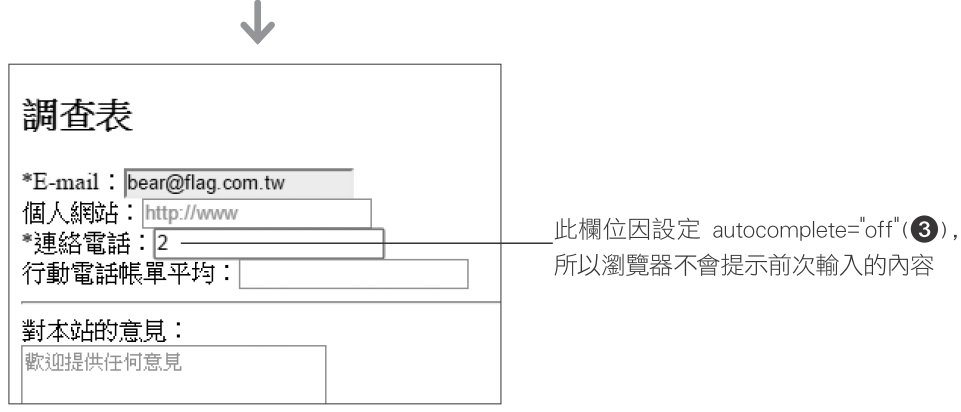 調查表
*E-mail：bear@flag.com.tw
個人網站：http://www
*連絡電話：2
行動電話帳單平均：
對本站的意見：
歡迎提供任何意見
此欄位因設定 autocomplete="off"(❸)，
所以瀏覽器不會提示前次輸入的內容